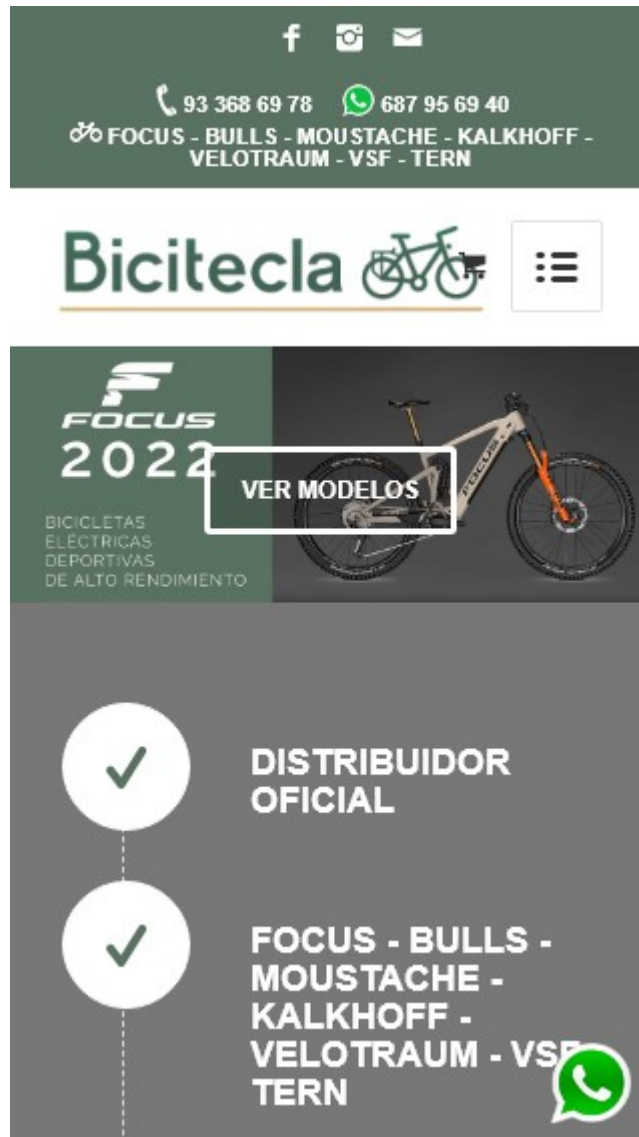 93 368 69 78 687 95 69 40
FOCUS - BULLS - MOUSTACHE - KALKHOFF -
VELOTRAUM - VSF - TERN
Bicitecla
FOCUS
2022
VER MODELOS
FOCUS
BICICLETAS
ELÉCTRICAS
DEPORTIVAS
DE ALTO RENDIMIENTO
DISTRIBUIDOR
OFICIAL
FOCUS - BULLS -
MOUSTACHE -
KALKHOFF -
VELOTRAUM - VSF
TERN